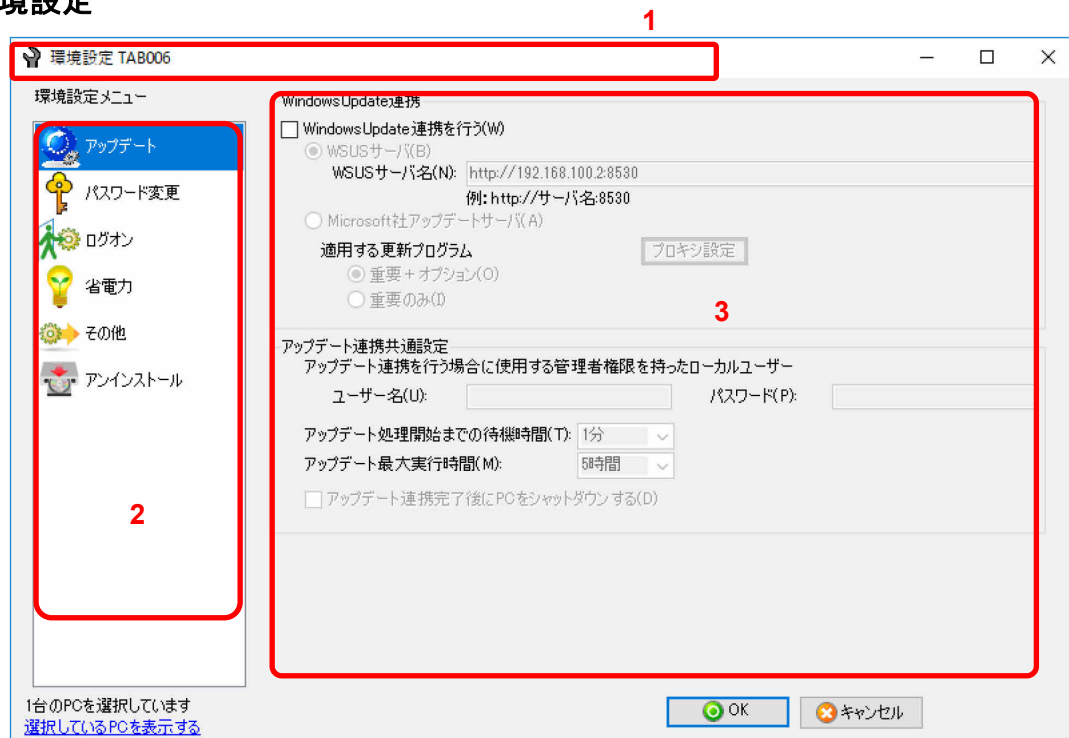 環境設定
1
環境設定 TAB006
環境設定メニュー
アップデート
パスワード変更
ログオン
省電力
その他
アンインストール
2
WindowsUpdate連携
WindowsUpdate連携を行う(W)
WSUSサーバ(B)
WSUSサーバ名(N): http://192.168.100.2:8530
例: http://サーバ名:8530
Microsoft社アップデートサーバ(A)
適用する更新プログラム プロキシ設定
重要+オプション(O)
重要のみ(I)
3
アップデート連携共通設定
アップデート連携を行う場合に使用する管理者権限を持ったローカルユーザー
ユーザー名(U): パスワード(P):
アップデート処理開始までの待機時間(T): 1分
アップデート最大実行時間(M): 5時間
アップデート連携完了後にPCをシャットダウンする(D)
1台のPCを選択しています
選択しているPCを表示する
OK キャンセル